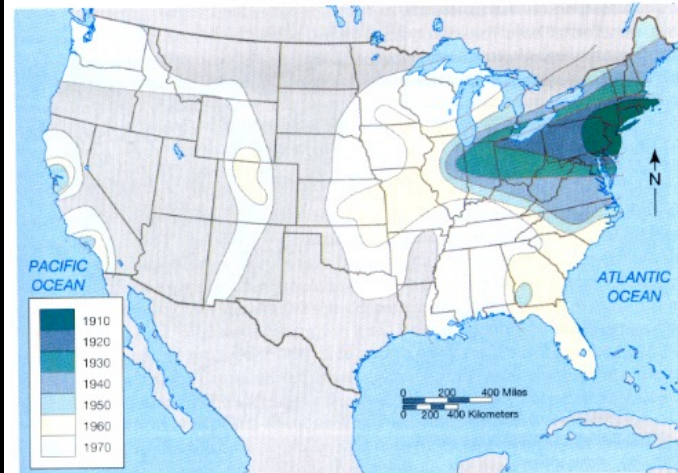 N
PACIFIC
OCEAN
ATLANTIC
OCEAN
1910
1920
1930
1940
1950
1960
1970
0 200 400 Miles
0 200 400 Kilometers